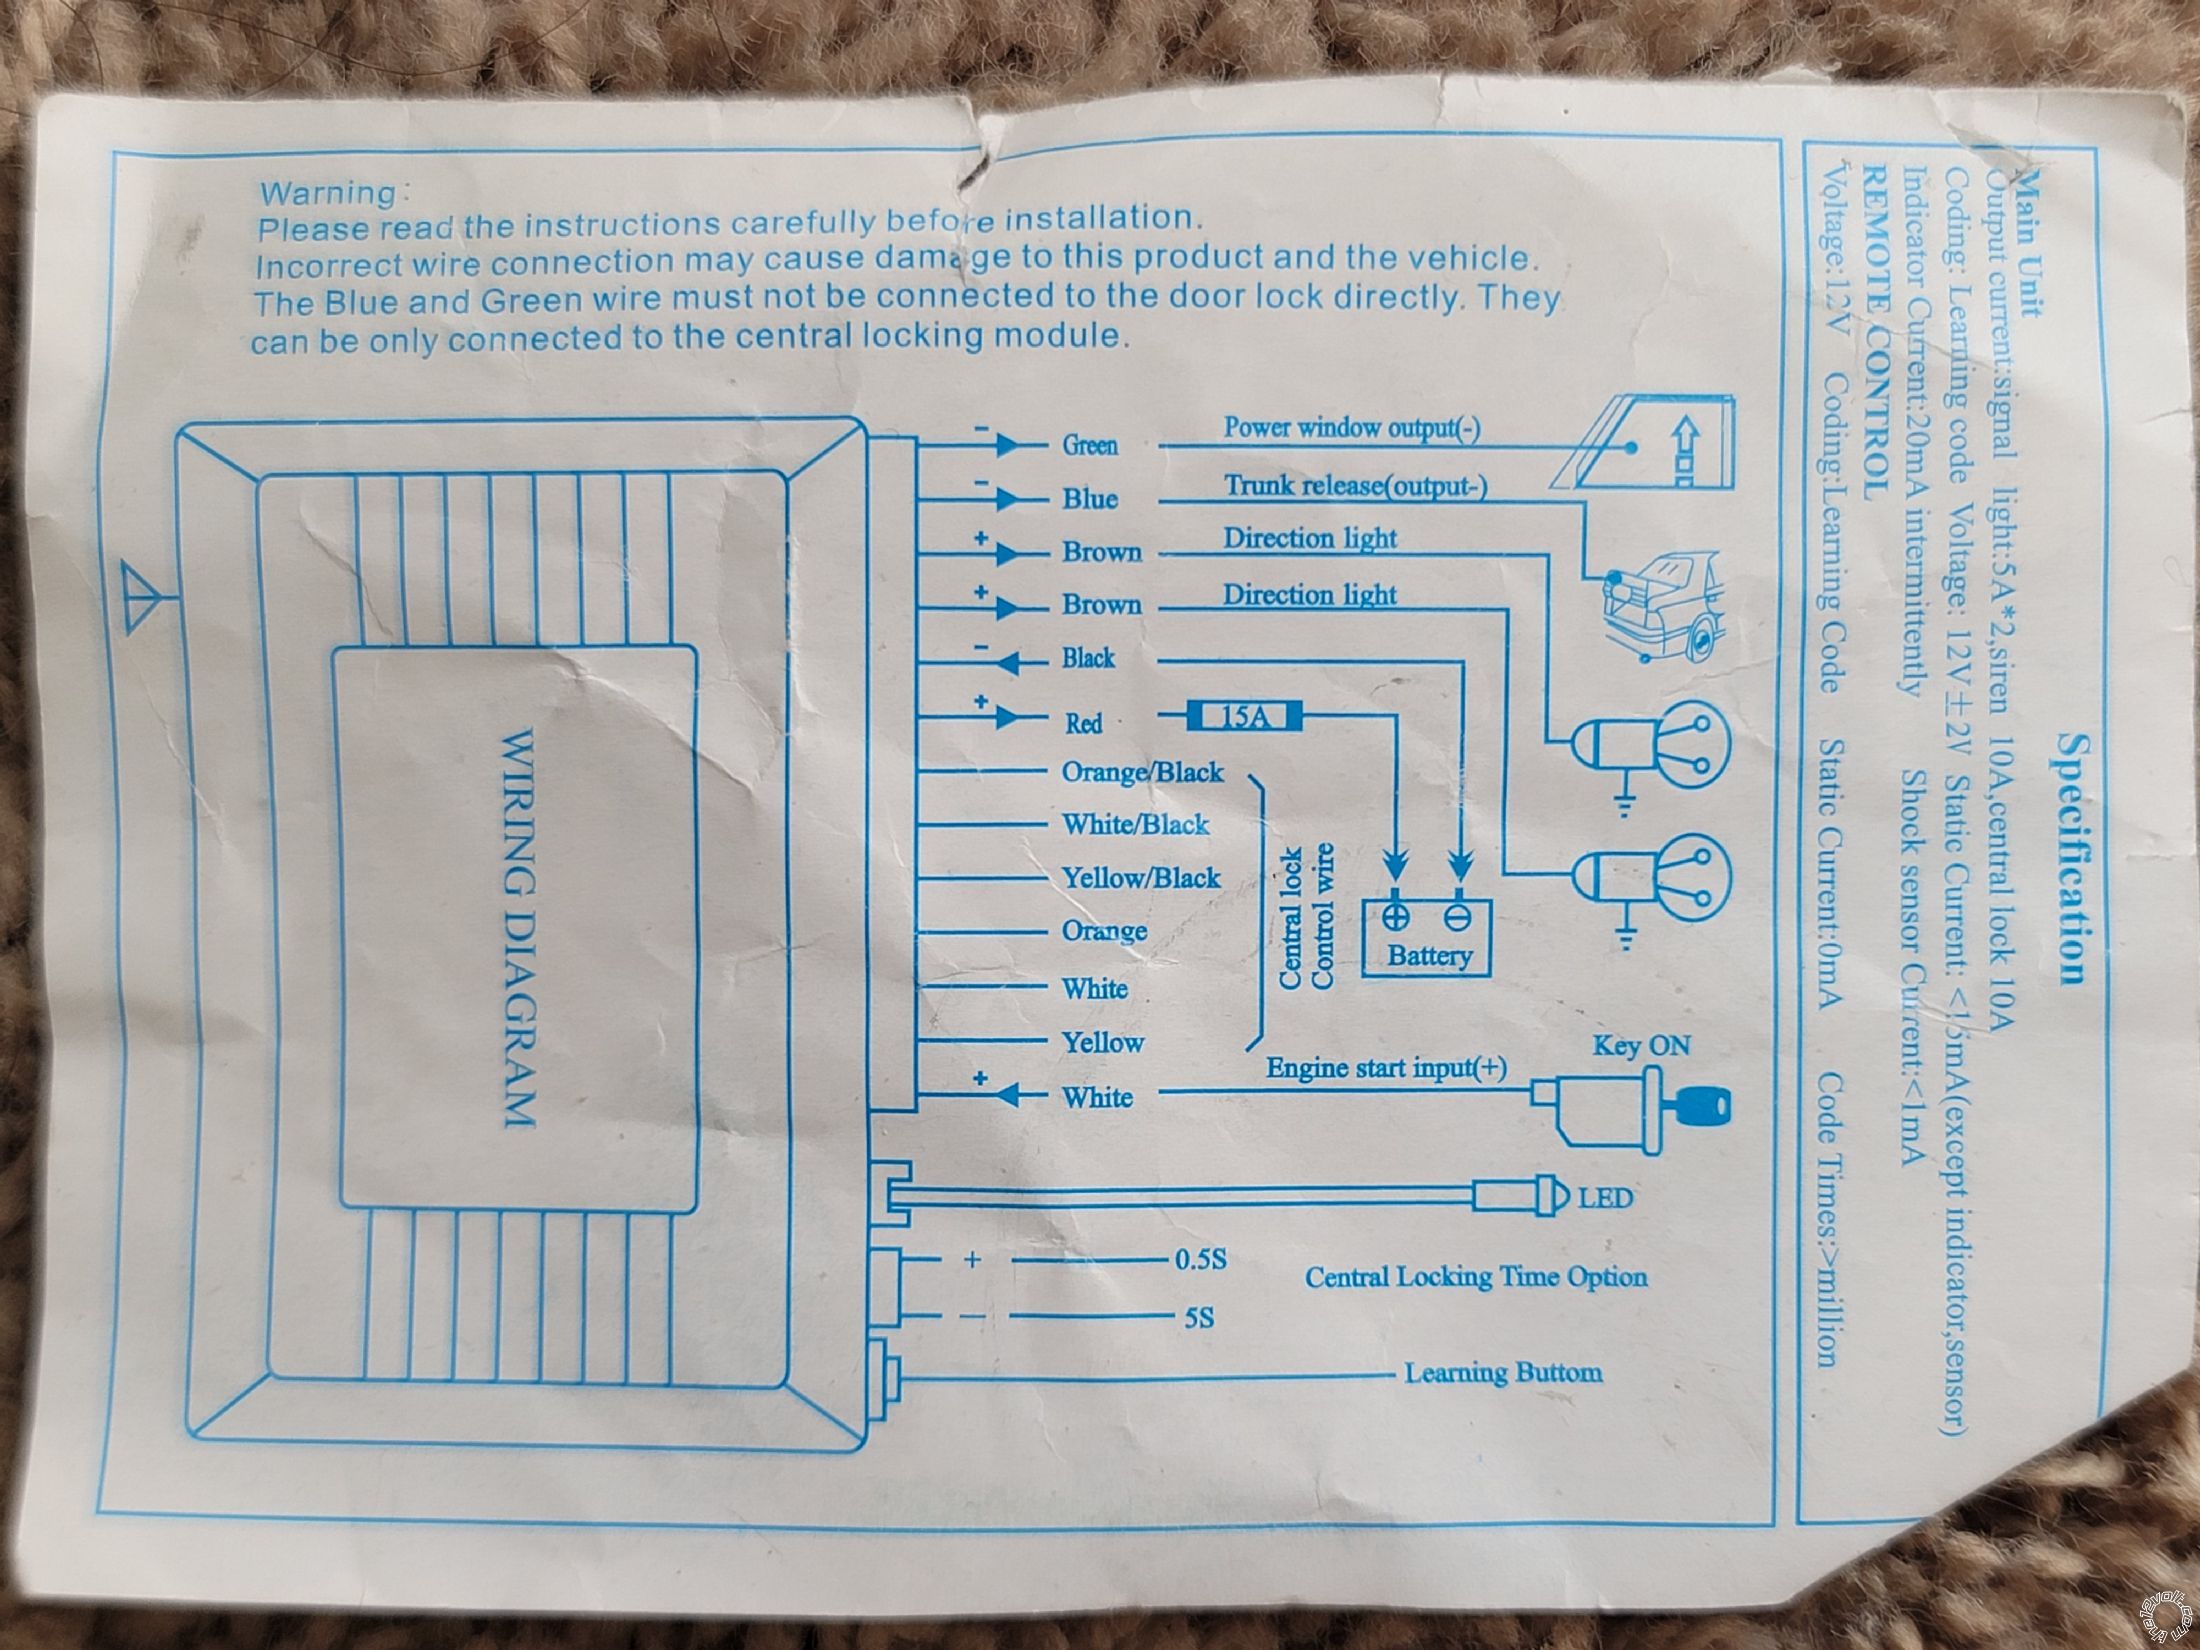 Warning:
Please read the instructions carefully before installation.
Incorrect wire connection may cause damage to this product and the vehicle.
The Blue and Green wire must not be connected to the door lock directly. They
can be only connected to the central locking module.
- Green Power window output(-)
- Blue Trunk release(output-)
+ Brown Direction light
+ Brown Direction light
- Black
+ Red 15A
Orange/Black
White/Black
Yellow/Black
Orange
White
Yellow
Central lock
Control wire
Battery
+ White Engine start input(+)
Key ON
LED
+ 0.5S
— 5S
Central Locking Time Option
Learning Buttom
WIRING DIAGRAM
Specification
Main Unit
Output current:signal light:5A*2,siren 10A,central lock 10A
Coding: Learning code Voltage: 12V±2V Static Current: <15mA(except indicator,sensor)
Indicator Current:20mA intermittently Shock sensor Current:<1mA
REMOTE CONTROL
Voltage:12V Coding:Learning Code Static Current:0mA Code Times:>million
the12volt.com